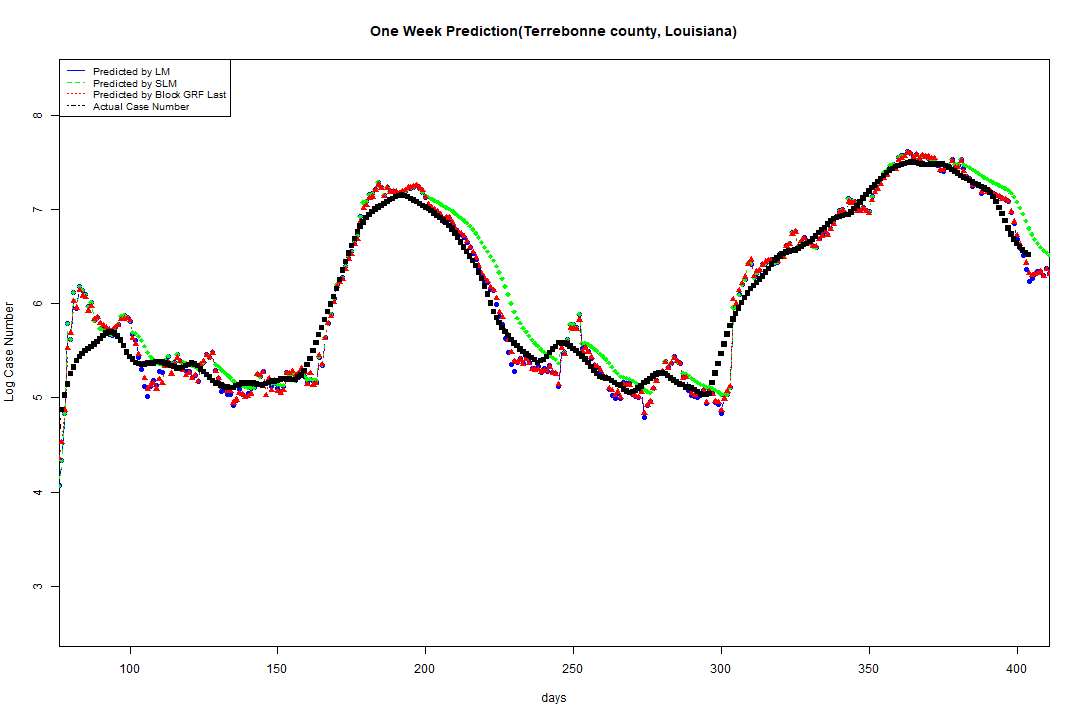 One Week Prediction(Terrebonne county, Louisiana)
Predicted by LM
Predicted by SLM
Predicted by Block GRF Last
Actual Case Number
Log Case Number
8
7
6
5
4
3
100 150 200 250 300 350 400
days